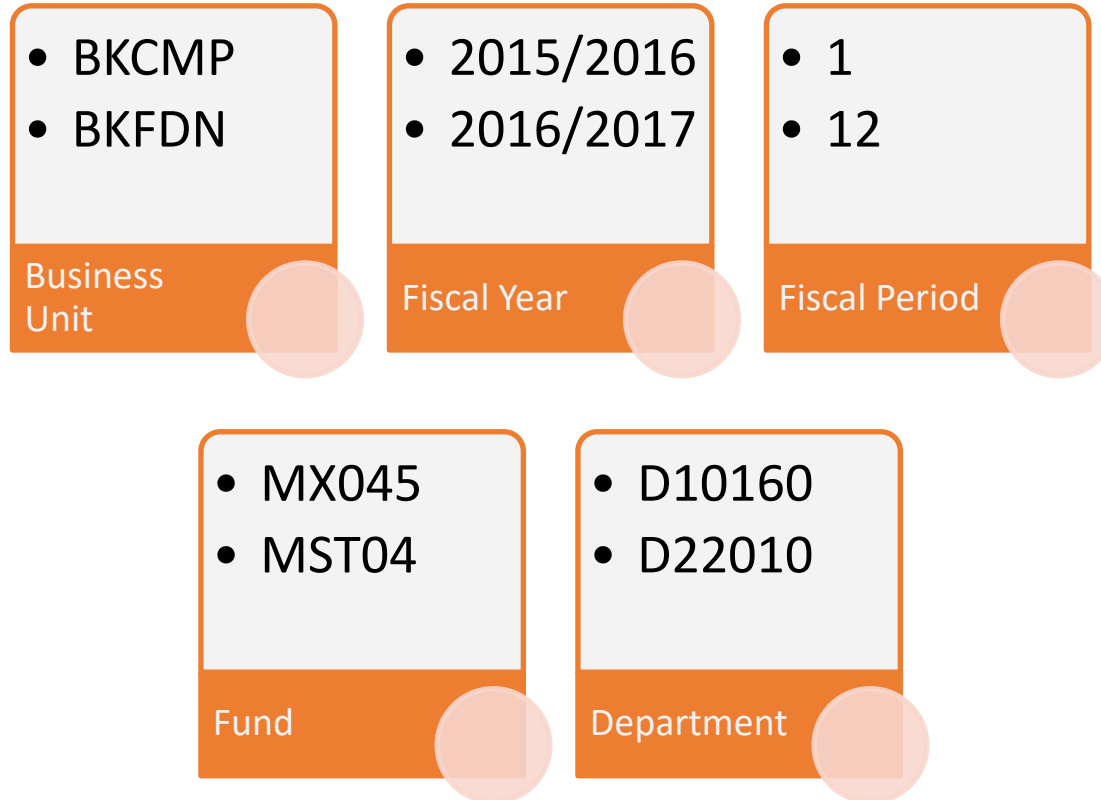 • BKCMP
• BKFDN
Business
Unit
• 2015/2016
• 2016/2017
Fiscal Year
• 1
• 12
Fiscal Period
• MX045
• MST04
Fund
• D10160
• D22010
Department